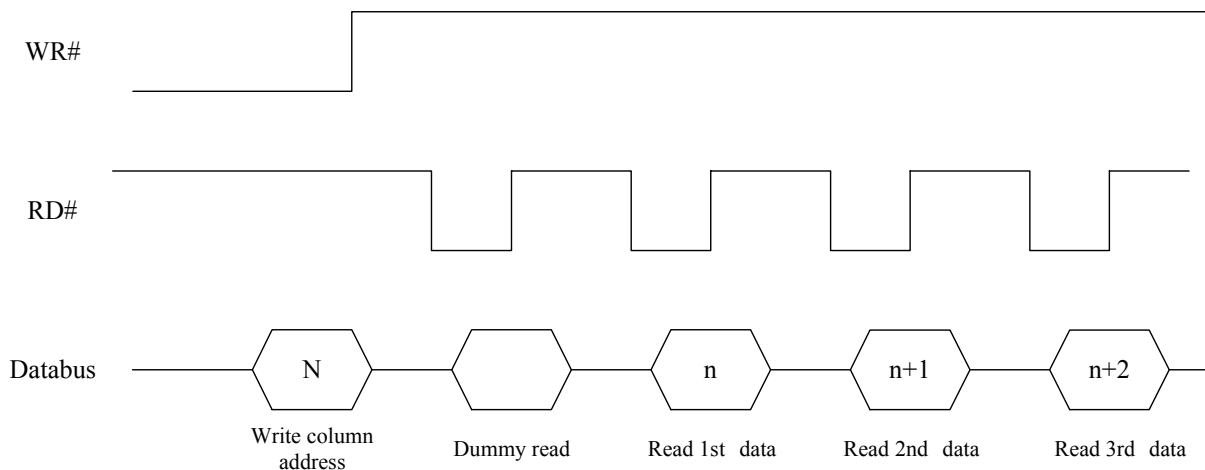 WR#
RD#
Databus
N
n
n+1
n+2
Write column
address
Dummy read
Read 1st data
Read 2nd data
Read 3rd data